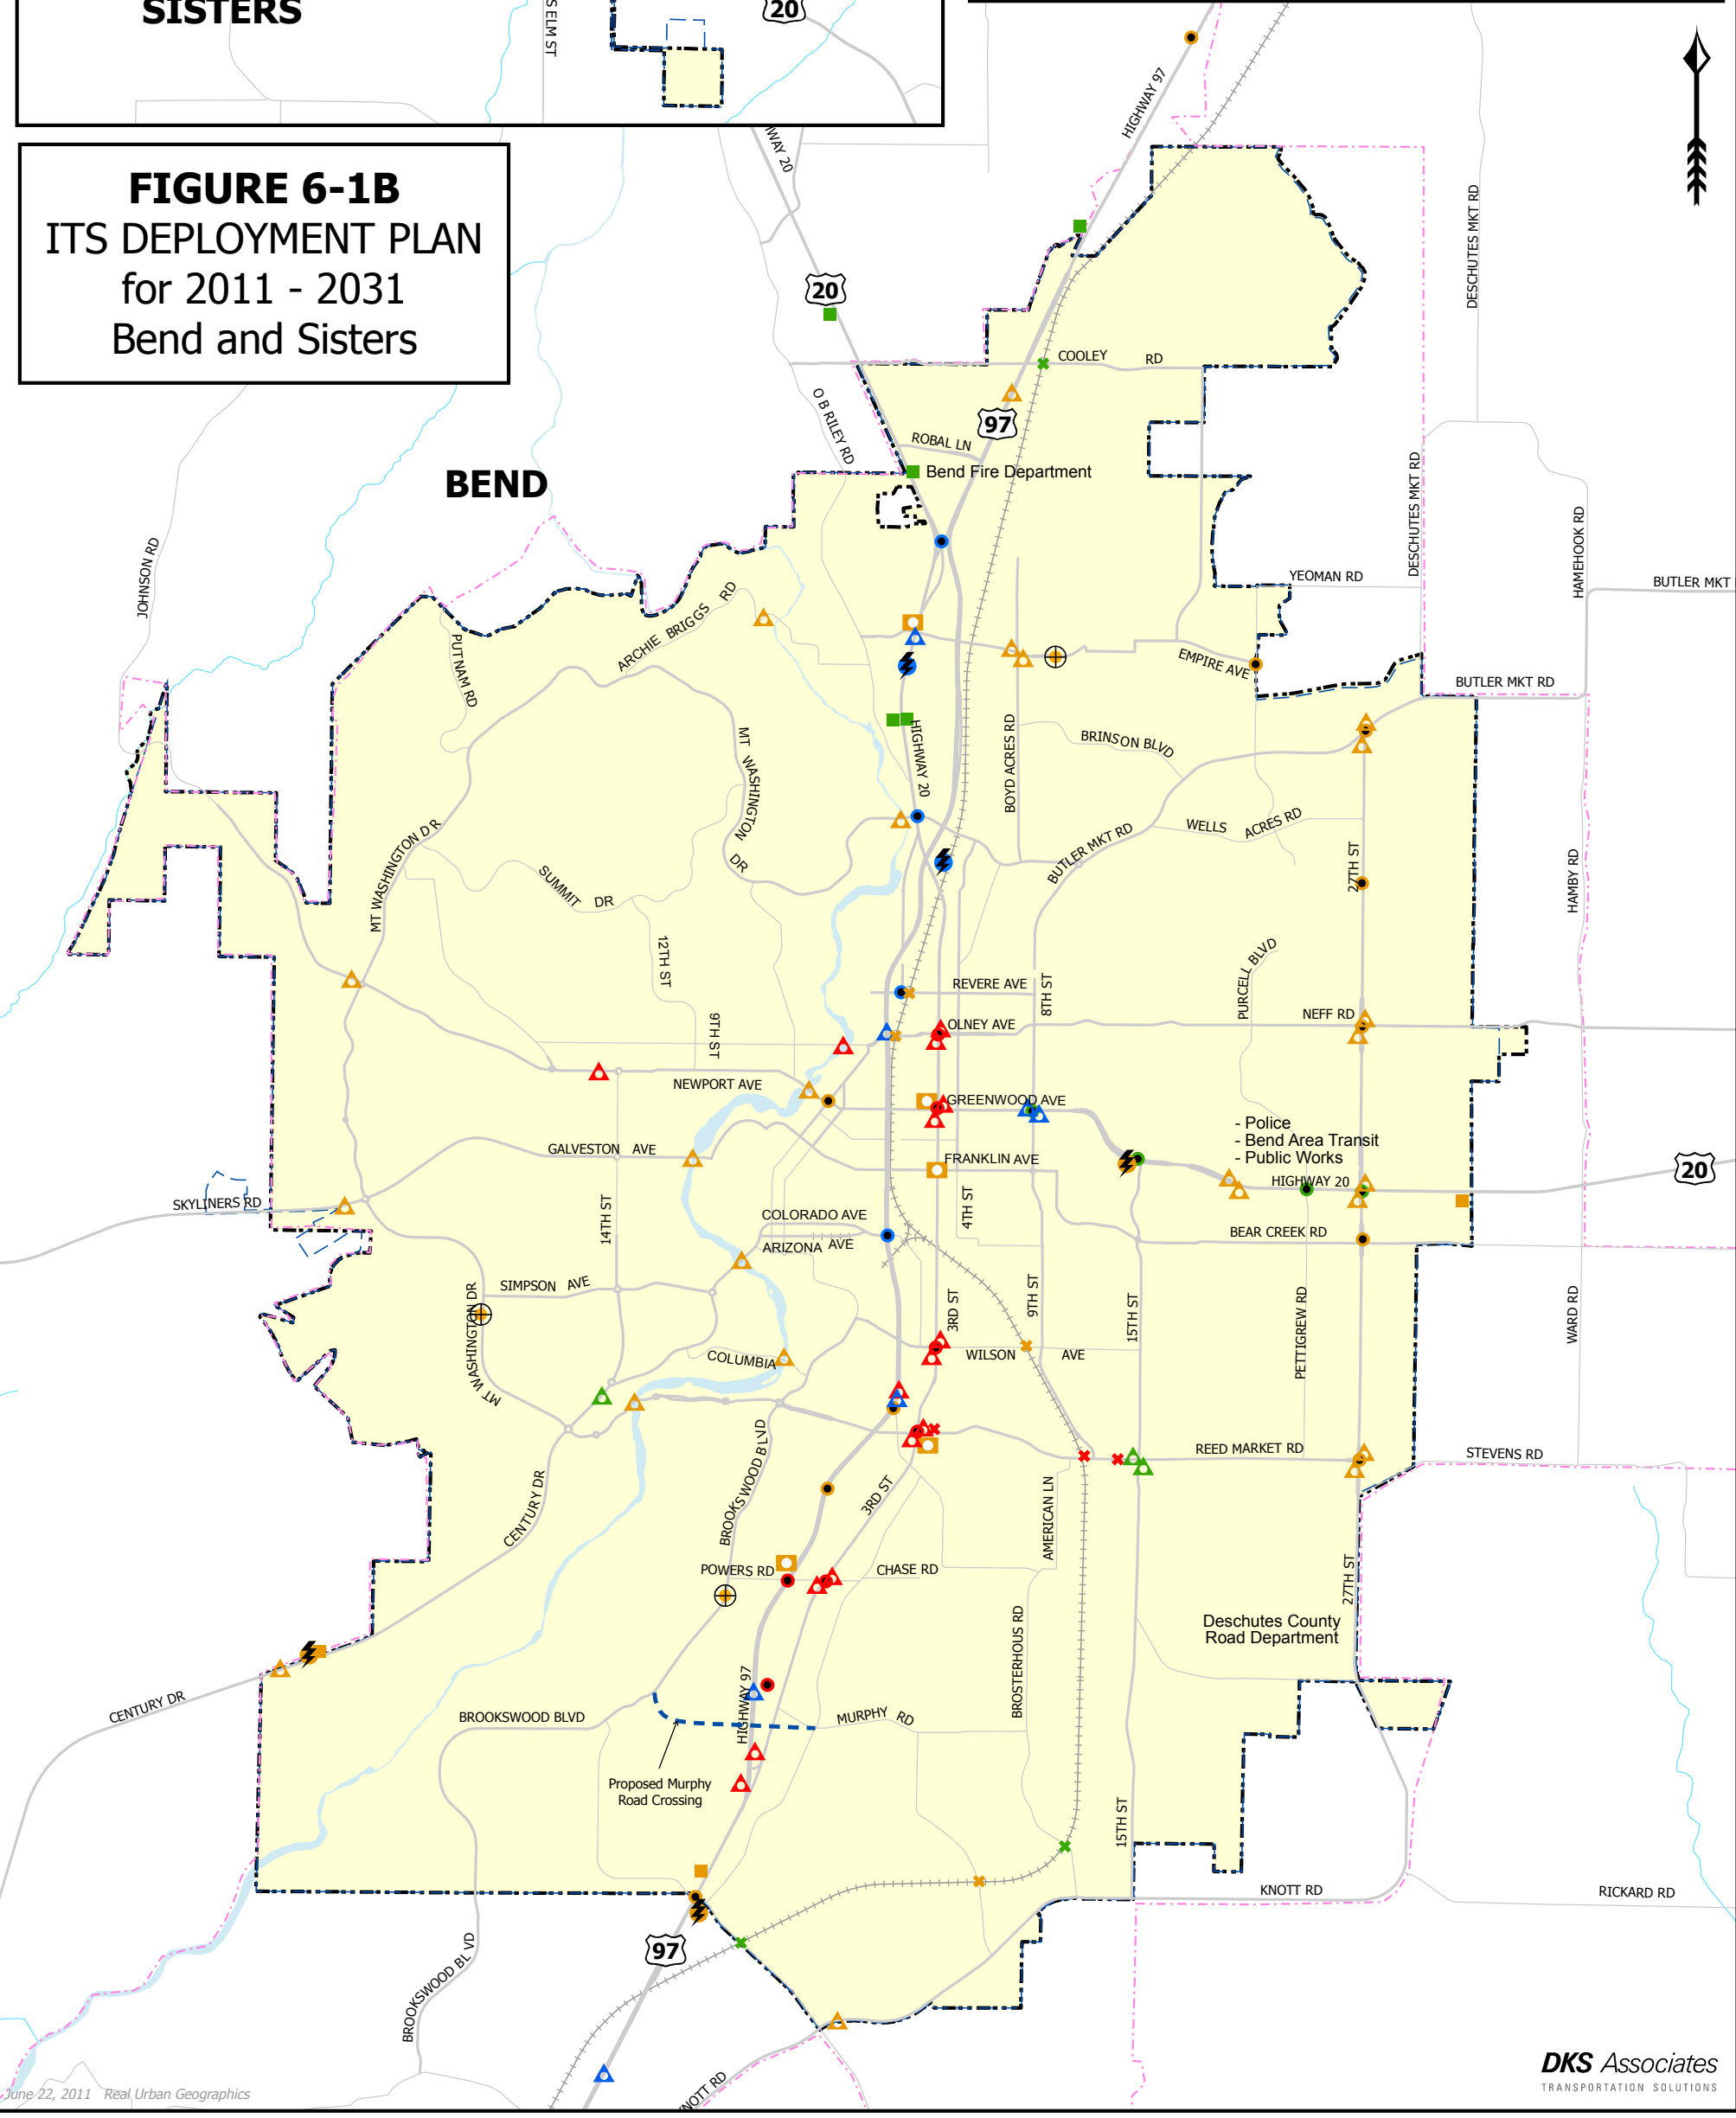 SISTERS
S ELM ST
20
HIGHWAY 97
FIGURE 6-1B
ITS DEPLOYMENT PLAN
for 2011 - 2031
Bend and Sisters
WAY 20
20
DESCHUTES MKT RD
COOLEY RD
97
O B RILEY RD
ROBAL LN
Bend Fire Department
BEND
DESCHUTES MKT RD
HAMEHOOK RD
JOHNSON RD
YEOMAN RD
BUTLER MKT
ARCHIE BRIGGS RD
PUTNAM RD
EMPIRE AVE
BUTLER MKT RD
HIGHWAY 20
BOYD ACRES RD
BRINSON BLVD
MT WASHINGTON DR
MT WASHINGTON DR
SUMMIT DR
BUTLER MKT RD
WELLS ACRES RD
27TH ST
HAMBY RD
12TH ST
PURCELL BLVD
REVERE AVE
8TH ST
NEFF RD
OLNEY AVE
9TH ST
NEWPORT AVE
GREENWOOD AVE
- Police
- Bend Area Transit
- Public Works
GALVESTON AVE
FRANKLIN AVE
HIGHWAY 20
20
SKYLINERS RD
14TH ST
COLORADO AVE
4TH ST
ARIZONA AVE
BEAR CREEK RD
SIMPSON AVE
MT WASHINGTON DR
3RD ST
9TH ST
15TH ST
PETTIGREW RD
WARD RD
COLUMBIA
WILSON AVE
REED MARKET RD
STEVENS RD
BROOKSWOOD BLVD
CENTURY DR
3RD ST
AMERICAN LN
POWERS RD
CHASE RD
27TH ST
BROSTERHOUS RD
Deschutes County
Road Department
CENTURY DR
HIGHWAY 97
BROOKSWOOD BLVD
MURPHY RD
Proposed Murphy
Road Crossing
15TH ST
KNOTT RD
RICKARD RD
97
BROOKSWOOD BLVD
KNOTT RD
DKS Associates
TRANSPORTATION SOLUTIONS
June 22, 2011 Real Urban Geographics